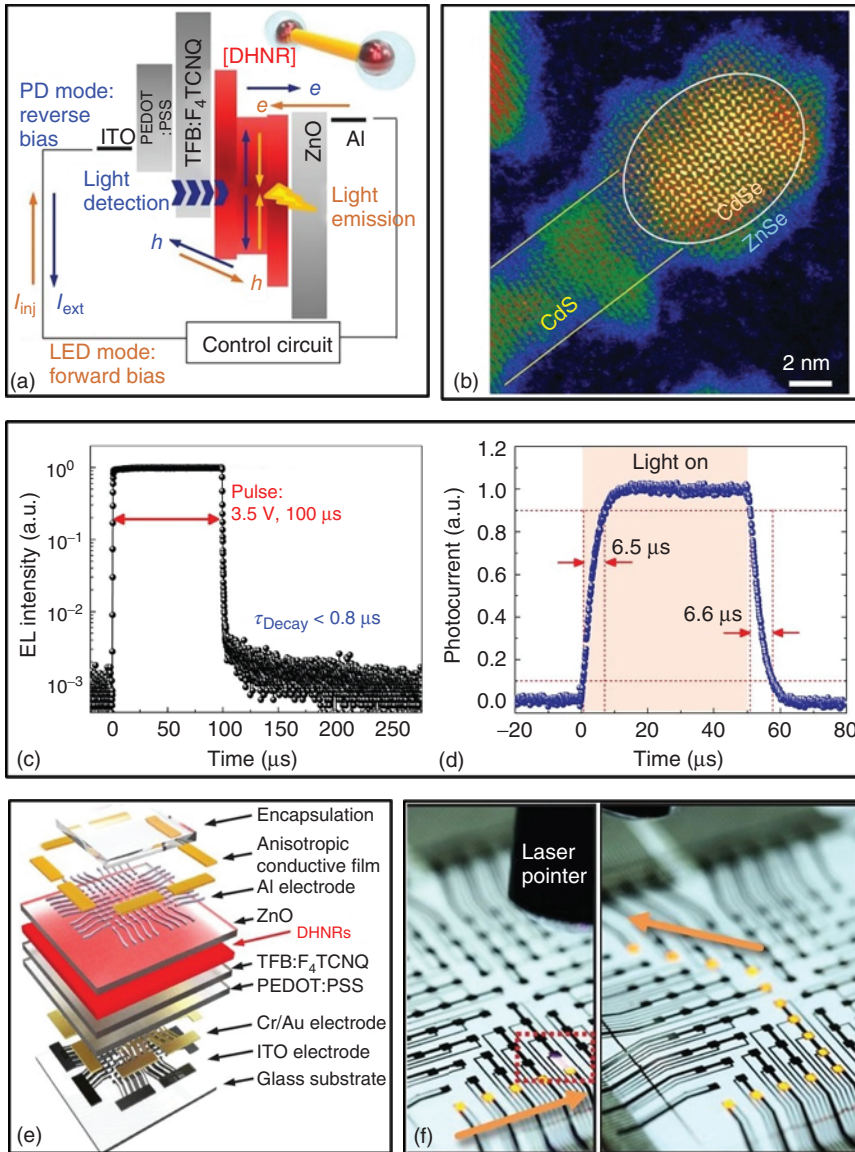 [DHNR]
PD mode:
reverse
bias
ITO
PEDOT
:PSS
TFB:F₄TCNQ
e
e
ZnO
Al
Light
detection
Light
emission
h
h
I_inj
I_ext
LED mode:
forward bias
Control circuit
(a)
CdSe
ZnSe
CdS
2 nm
(b)
EL intensity (a.u.)
10⁰
10⁻¹
10⁻²
10⁻³
Pulse:
3.5 V, 100 μs
τ_Decay < 0.8 μs
0 50 100 150 200 250
Time (μs)
(c)
Photocurrent (a.u.)
1.2
1.0
0.8
0.6
0.4
0.2
0.0
Light on
6.5 μs
6.6 μs
−20 0 20 40 60 80
Time (μs)
(d)
Encapsulation
Anisotropic
conductive film
Al electrode
ZnO
DHNRs
TFB:F₄TCNQ
PEDOT:PSS
Cr/Au electrode
ITO electrode
Glass substrate
(e)
Laser
pointer
(f)